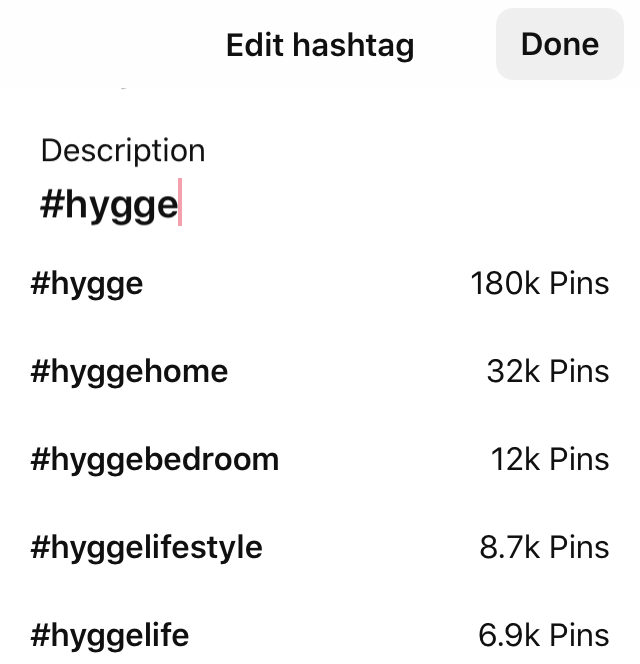 Edit hashtag Done
Description
#hygge
#hygge 180k Pins
#hyggehome 32k Pins
#hyggebedroom 12k Pins
#hyggelifestyle 8.7k Pins
#hyggelife 6.9k Pins